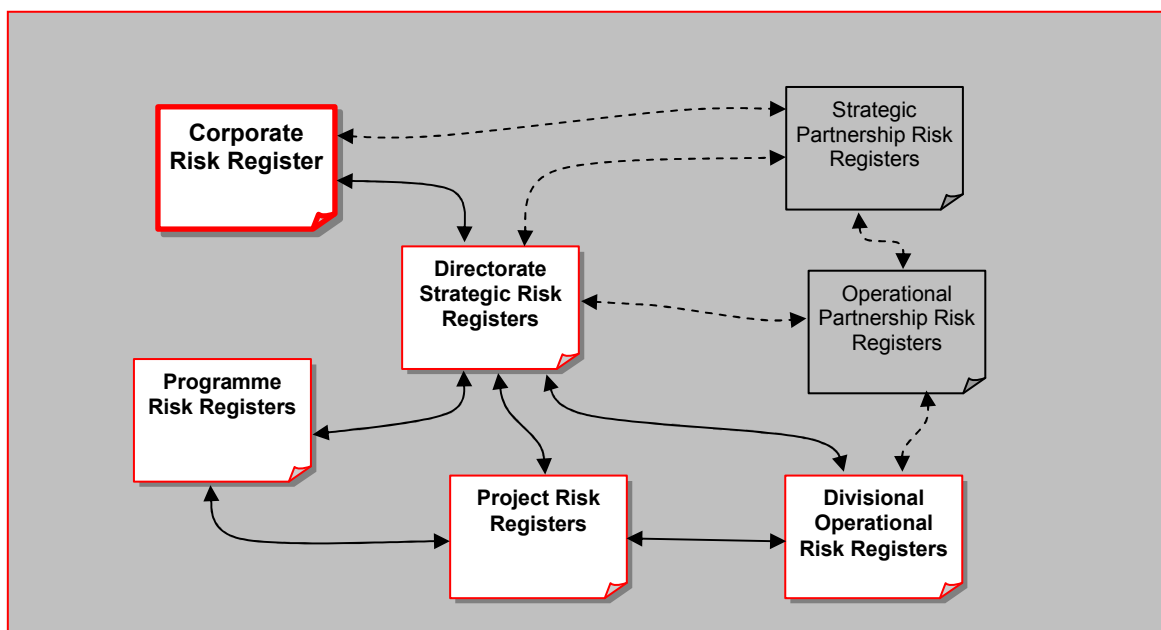 Corporate
Risk Register
Strategic
Partnership Risk
Registers
Directorate
Strategic Risk
Registers
Operational
Partnership Risk
Registers
Programme
Risk Registers
Project Risk
Registers
Divisional
Operational
Risk Registers